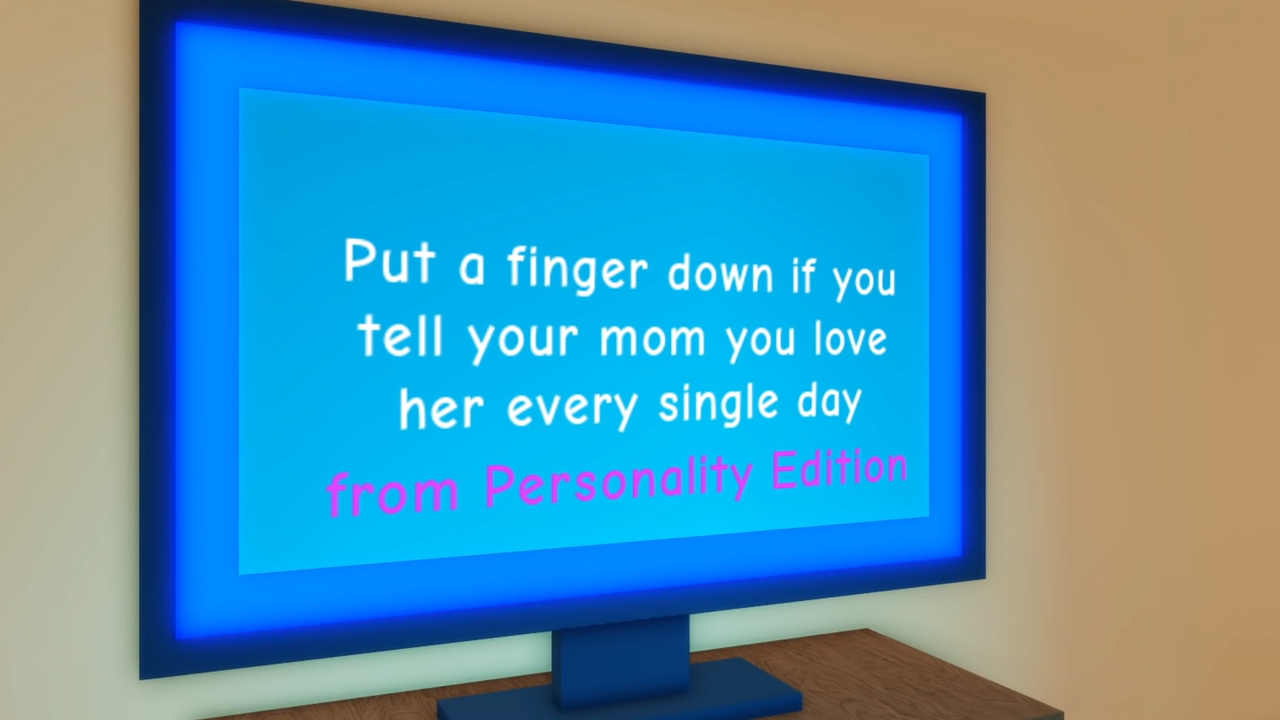 Put a finger down if you
tell your mom you love
her every single day
from Personality Edition